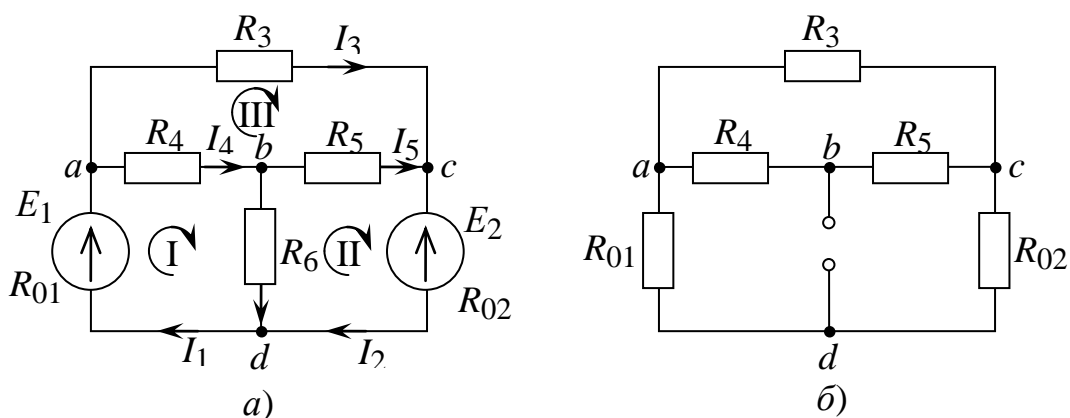 R3 I3 R3
III
R4 I4 b R5 I5 R4 b R5
a c a c
E1 E2
I R6 II R01 R02
R01 R02
I1 d I2 d
а) б)